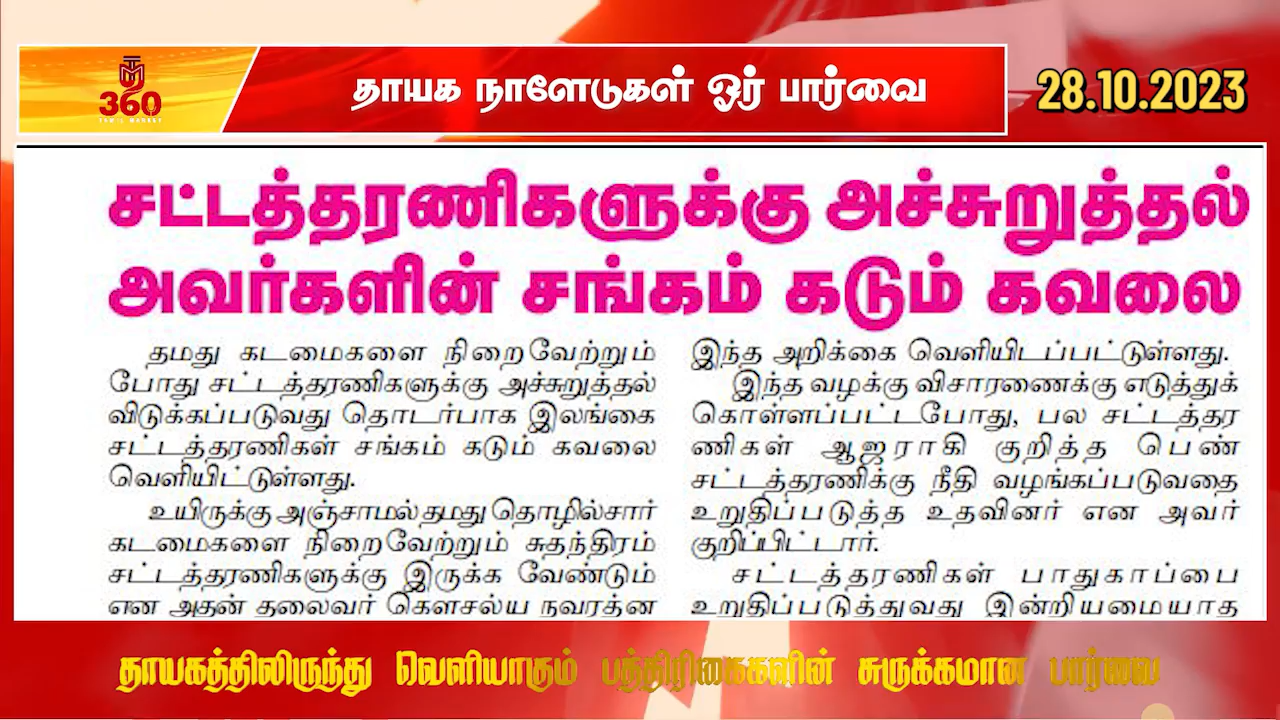 360
TAMIL MARKET
தாயக நாளேடுகள் ஓர் பார்வை
28.10.2023
சட்டத்தரணிகளுக்கு அச்சுறுத்தல்
அவர்களின் சங்கம் கடும் கவலை
தமது கடமைகளை நிறைவேற்றும்
போது சட்டத்தரணிகளுக்கு அச்சுறுத்தல்
விடுக்கப்படுவது தொடர்பாக இலங்கை
சட்டத்தரணிகள் சங்கம் கடும் கவலை
வெளியிட்டுள்ளது.
உயிருக்கு அஞ்சாமல் தமது தொழில்சார்
கடமைகளை நிறைவேற்றும் சுதந்திரம்
சட்டத்தரணிகளுக்கு இருக்க வேண்டும்
என அதன் தலைவர் கௌசல்ய நவரத்ன
இந்த அறிக்கை வெளியிடப்பட்டுள்ளது.
இந்த வழக்கு விசாரணைக்கு எடுத்துக்
கொள்ளப்பட்டபோது, பல சட்டத்தர
ணிகள் ஆஜராகி குறித்த பெண்
சட்டத்தரணிக்கு நீதி வழங்கப்படுவதை
உறுதிப்படுத்த உதவினர் என அவர்
குறிப்பிட்டார்.
சட்டத்தரணிகள் பாதுகாப்பை
உறுதிப்படுத்துவது இன்றியமையாத
தாயகத்திலிருந்து வெளியாகும் பத்திரிகைகளின் சுருக்கமான பார்வை